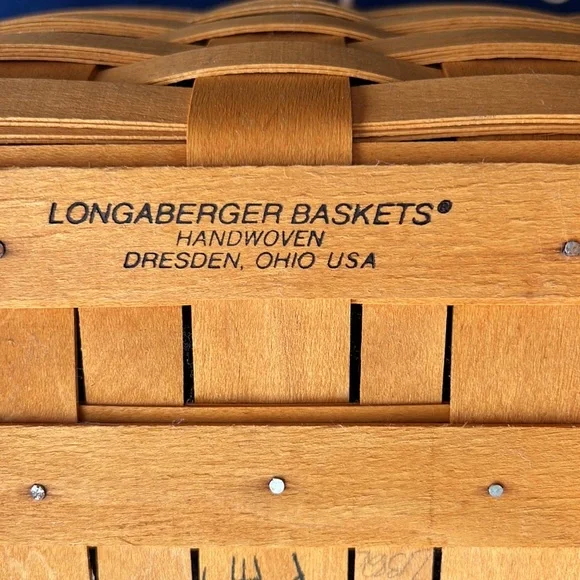 LONGABERGER BASKETS®
HANDWOVEN
DRESDEN, OHIO USA